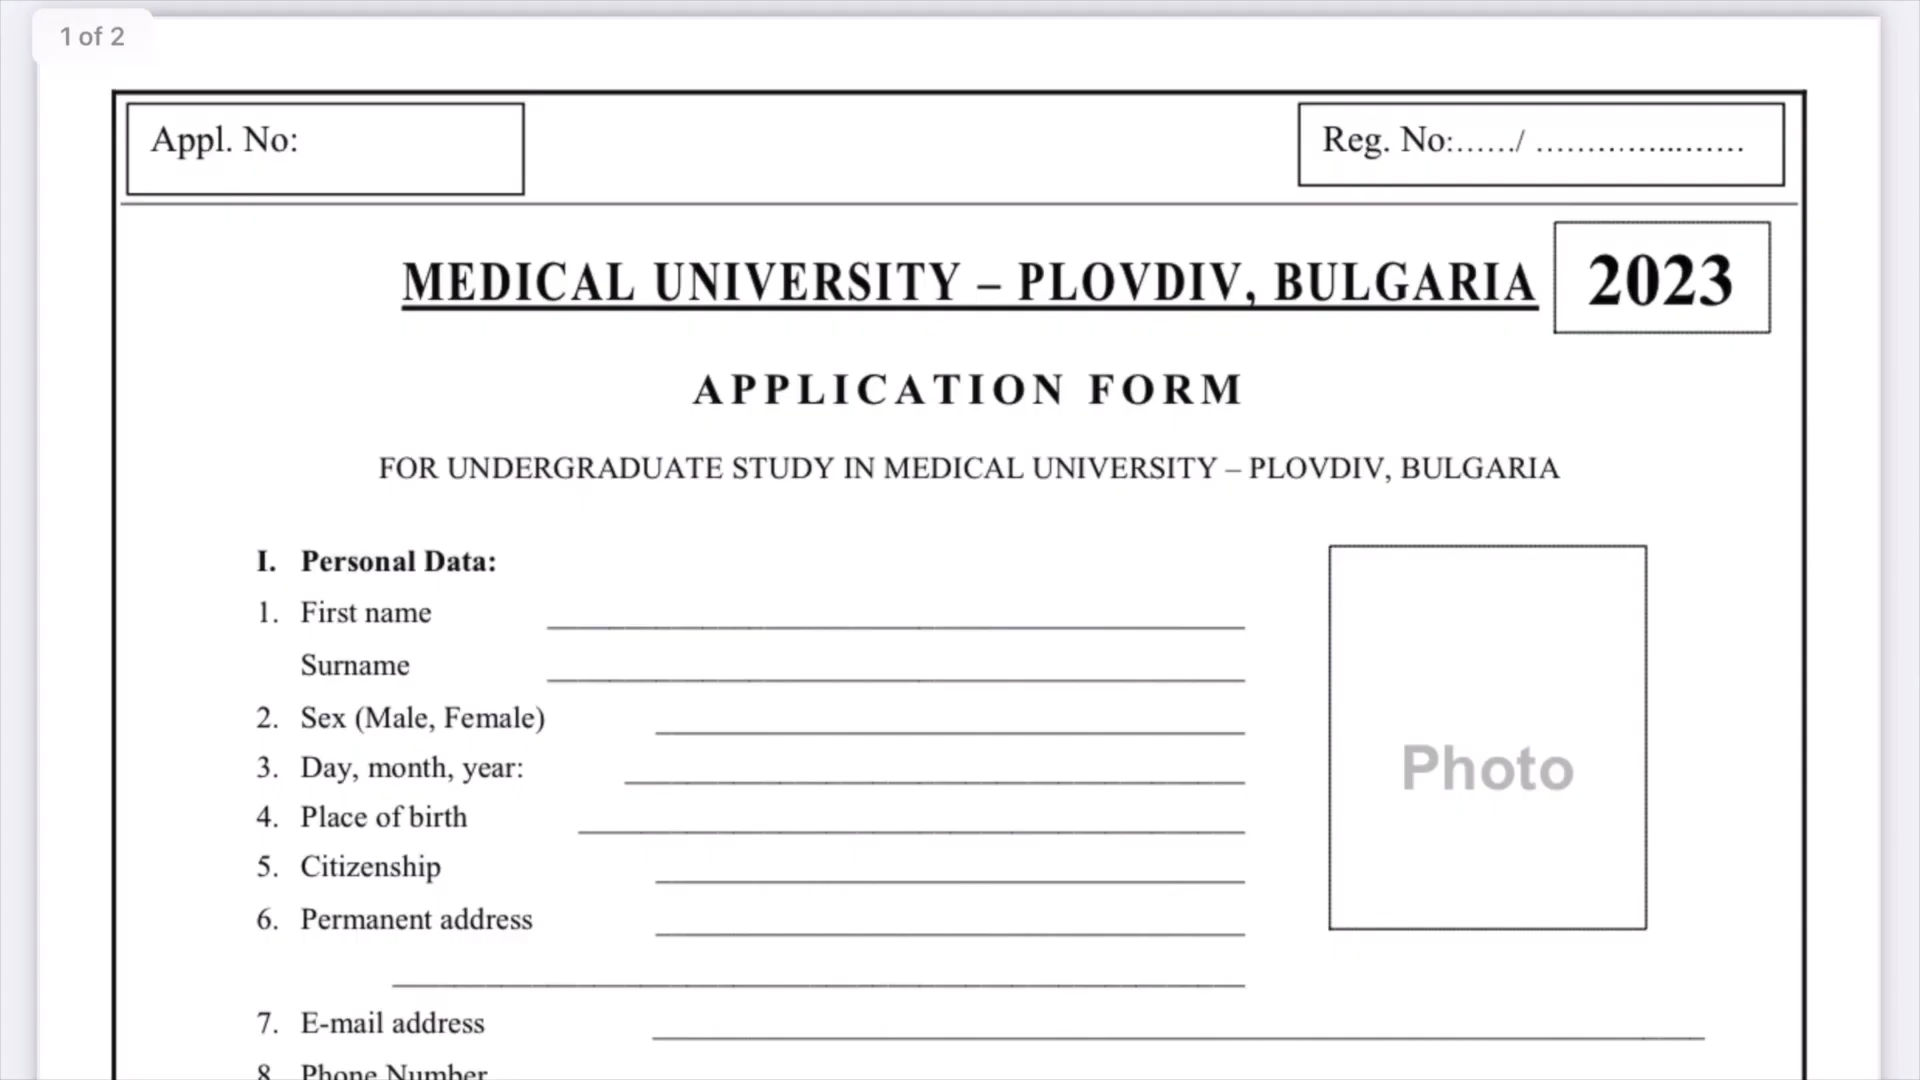 1 of 2
Appl. No:
Reg. No:....../ .....................
MEDICAL UNIVERSITY – PLOVDIV, BULGARIA
2023
APPLICATION FORM
FOR UNDERGRADUATE STUDY IN MEDICAL UNIVERSITY – PLOVDIV, BULGARIA
I. Personal Data:
1. First name
Surname
2. Sex (Male, Female)
3. Day, month, year:
4. Place of birth
5. Citizenship
6. Permanent address
Photo
7. E-mail address
8. Phone Number